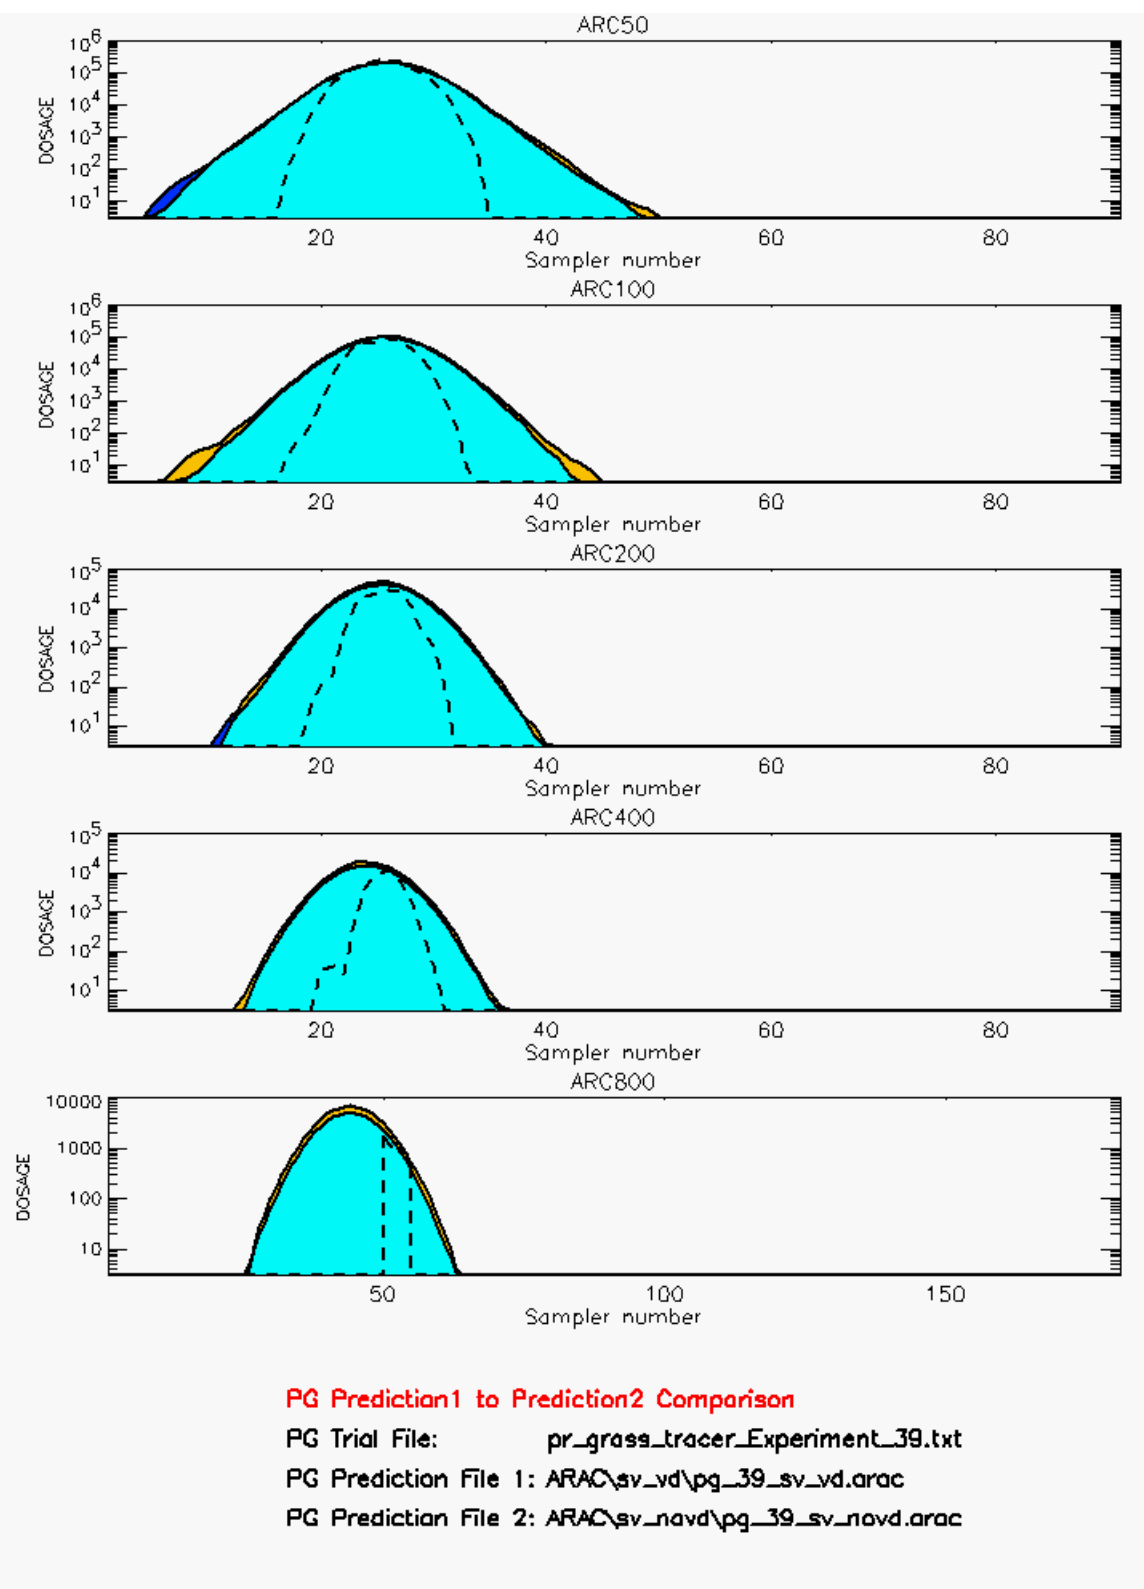 ARC50
10^6
10^5
10^4
10^3
10^2
10^1
DOSAGE
20 40 60 80
Sampler number
ARC100
10^6
10^5
10^4
10^3
10^2
10^1
DOSAGE
20 40 60 80
Sampler number
ARC200
10^5
10^4
10^3
10^2
10^1
DOSAGE
20 40 60 80
Sampler number
ARC400
10^5
10^4
10^3
10^2
10^1
DOSAGE
20 40 60 80
Sampler number
ARC800
10000
1000
100
10
DOSAGE
50 100 150
Sampler number
PG Prediction1 to Prediction2 Comparison
PG Trial File: pr_grass_tracer_Experiment_39.txt
PG Prediction File 1: ARAC\sv_vd\pg_39_sv_vd.arac
PG Prediction File 2: ARAC\sv_novd\pg_39_sv_novd.arac